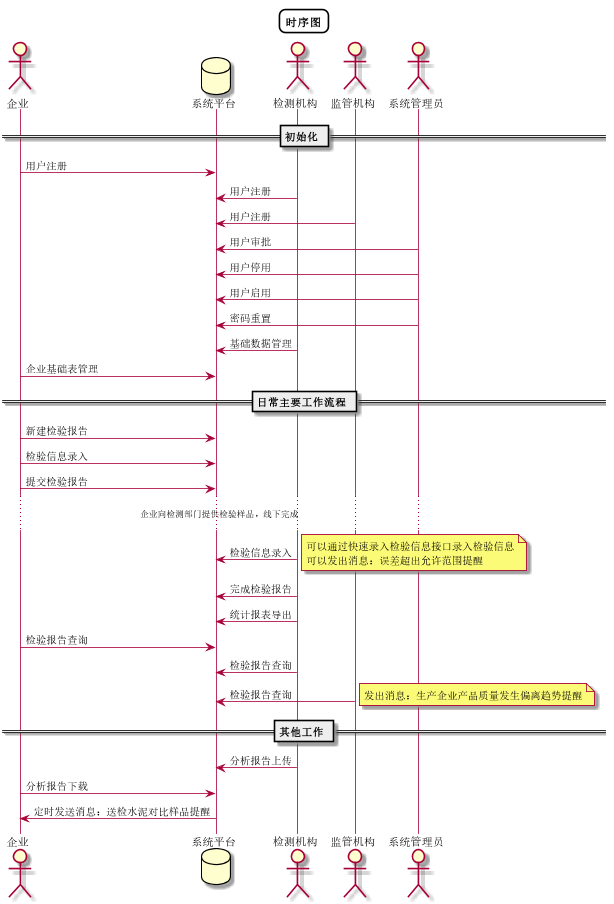 时序图
企业
系统平台
检测机构
监管机构
系统管理员
初始化
用户注册
用户注册
用户注册
用户审批
用户停用
用户启用
密码重置
基础数据管理
企业基础表管理
日常主要工作流程
新建检验报告
检验信息录入
提交检验报告
企业向检测部门提供检验样品，线下完成
检验信息录入
可以通过快速录入检验信息接口录入检验信息
可以发出消息：误差超出允许范围提醒
完成检验报告
统计报表导出
检验报告查询
检验报告查询
检验报告查询
发出消息：生产企业产品质量发生偏离趋势提醒
其他工作
分析报告上传
分析报告下载
定时发送消息：送检水泥对比样品提醒
企业
系统平台
检测机构
监管机构
系统管理员